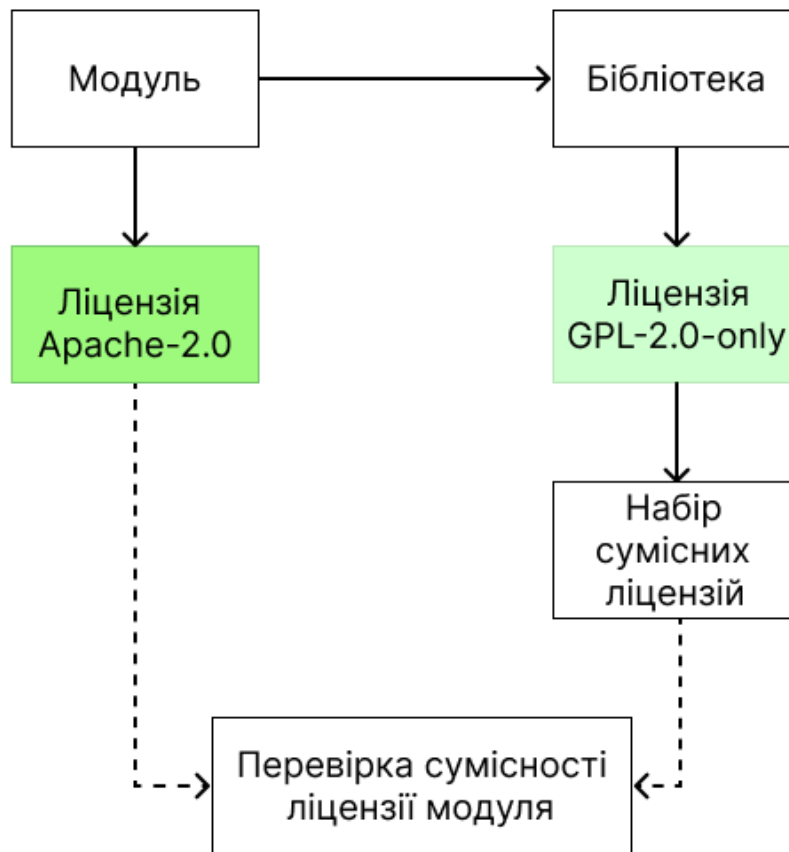 Модуль
Бібліотека
Ліцензія
Apache-2.0
Ліцензія
GPL-2.0-only
Набір
сумісних
ліцензій
Перевірка сумісності
ліцензії модуля